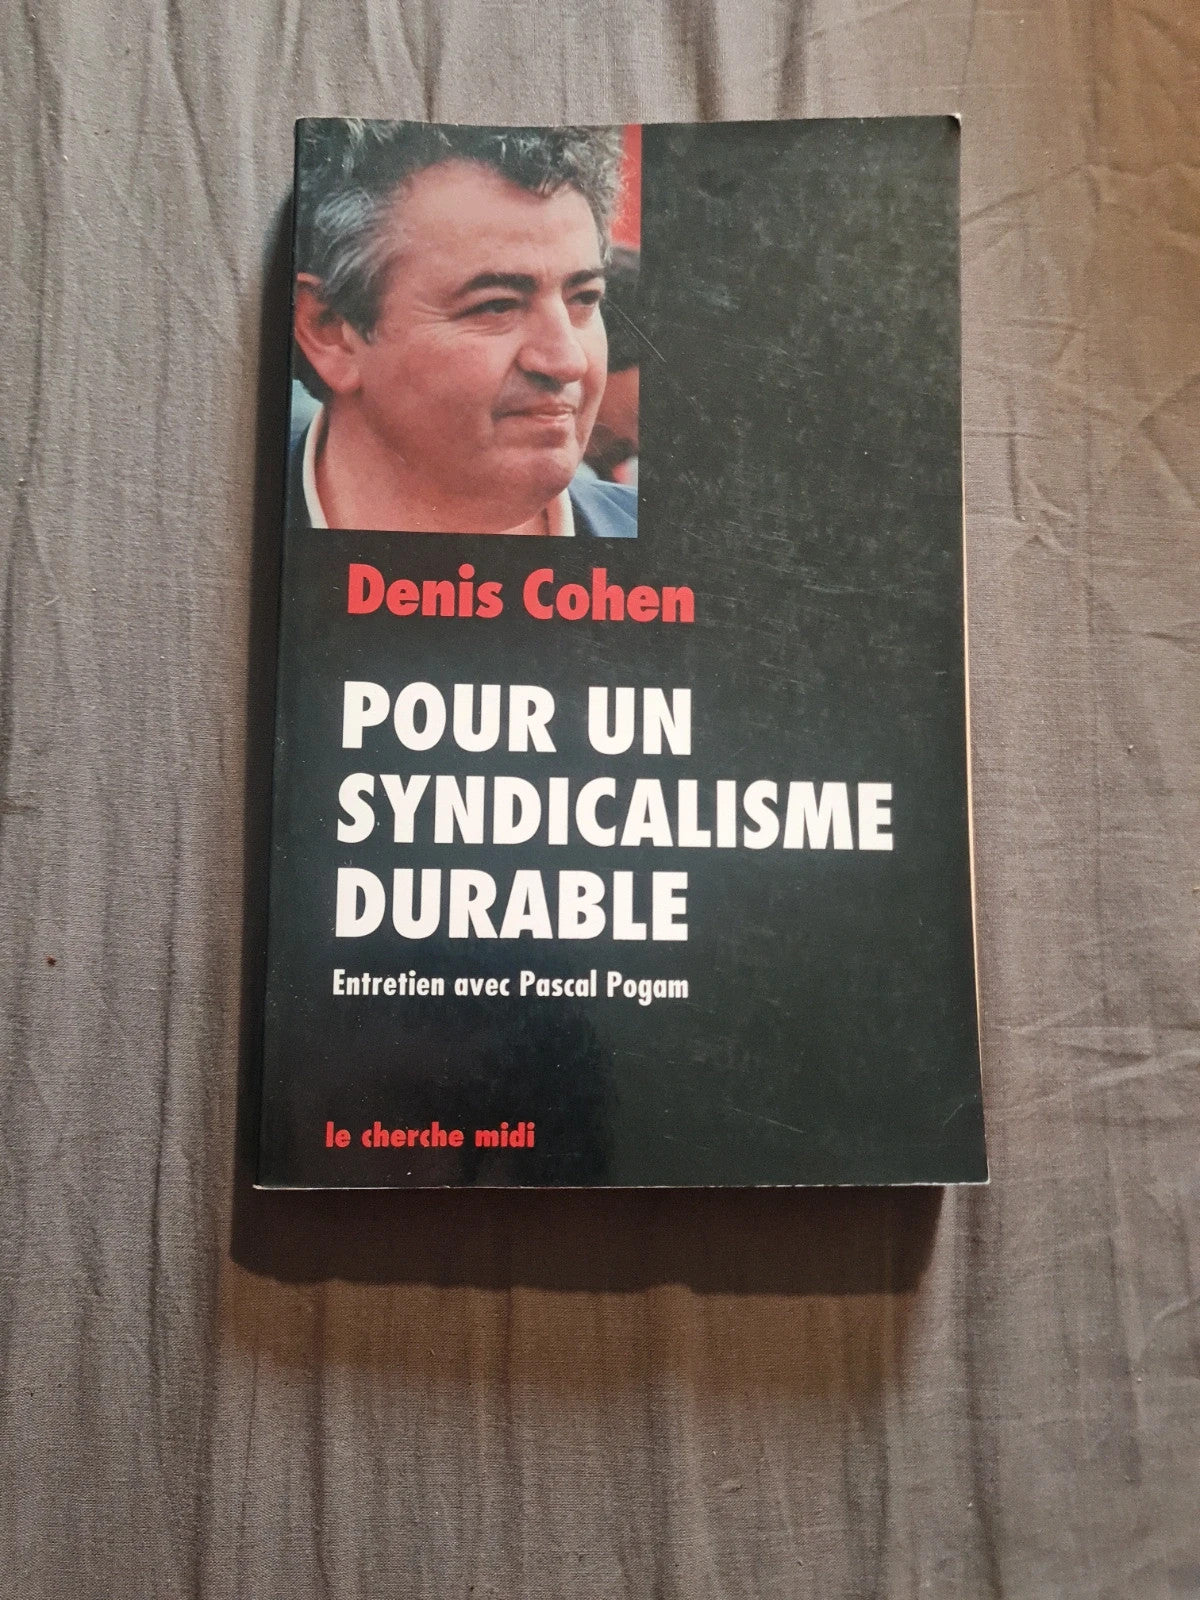 Denis Cohen
POUR UN
SYNDICALISME
DURABLE
Entretien avec Pascal Pogam
le cherche midi